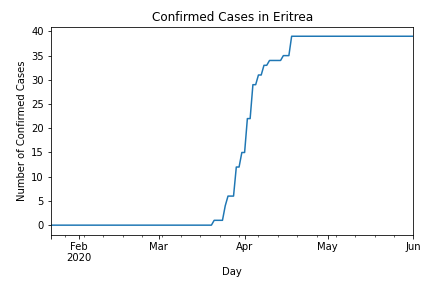 Confirmed Cases in Eritrea
40
35
30
25
20
15
10
5
0
Number of Confirmed Cases
Feb
2020
Mar
Apr
May
Jun
Day